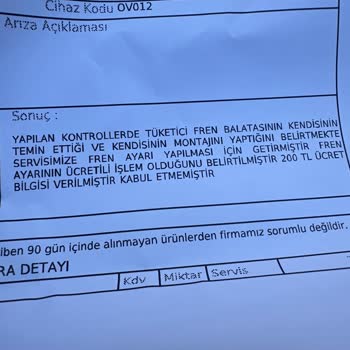 Cihaz Kodu OV012
Arıza Açıklaması
Sonuç :
YAPILAN KONTROLLERDE TÜKETİCİ FREN BALATASININ KENDİSİNİN
TEMİN ETTİĞİ VE KENDİSİNİN MONTAJINI YAPTIĞINI BELİRTMEKTE
SERVİSİMİZE FREN AYARI YAPILMASI İÇİN GETİRMİŞTİR FREN
AYARININ ÜCRETLİ İŞLEM OLDUĞUNU BELİRTİLMİŞTİR 200 TL ÜCRET
BİLGİSİ VERİLMİŞTİR KABUL ETMEMİŞTİR
iben 90 gün içinde alınmayan ürünlerden firmamız sorumlu değildir.
RA DETAYI
Kdv Miktar Servis